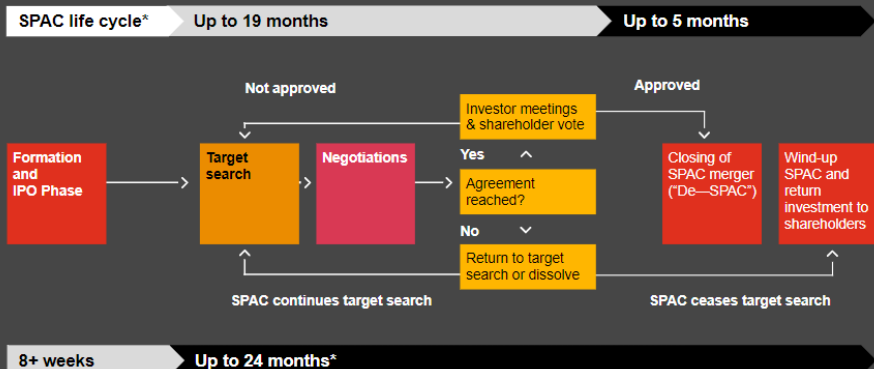 SPAC life cycle*
Up to 19 months
Up to 5 months
Not approved
Approved
Investor meetings
& shareholder vote
Formation
and
IPO Phase
Target
search
Negotiations
Yes
Agreement
reached?
No
Return to target
search or dissolve
Closing of
SPAC merger
("De—SPAC")
Wind-up
SPAC and
return
investment to
shareholders
SPAC continues target search
SPAC ceases target search
8+ weeks
Up to 24 months*